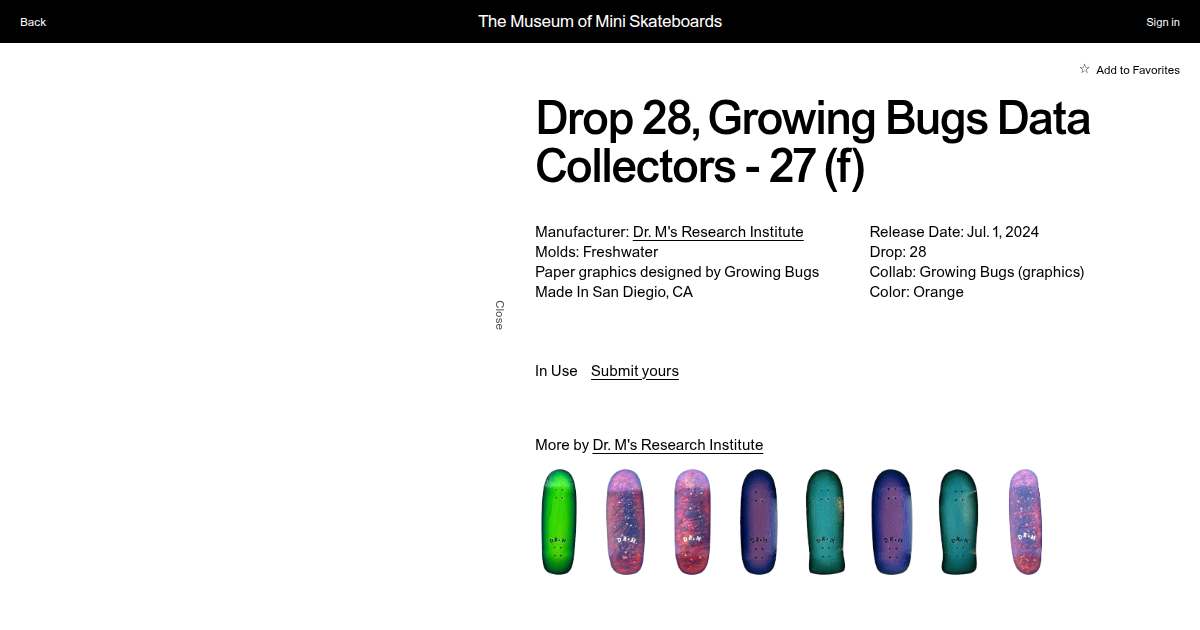 Back
The Museum of Mini Skateboards
Sign in
☆ Add to Favorites
Drop 28, Growing Bugs Data
Collectors - 27 (f)
Manufacturer: Dr. M's Research Institute
Molds: Freshwater
Paper graphics designed by Growing Bugs
Made In San Diegio, CA
Release Date: Jul. 1, 2024
Drop: 28
Collab: Growing Bugs (graphics)
Color: Orange
Close
In Use Submit yours
More by Dr. M's Research Institute